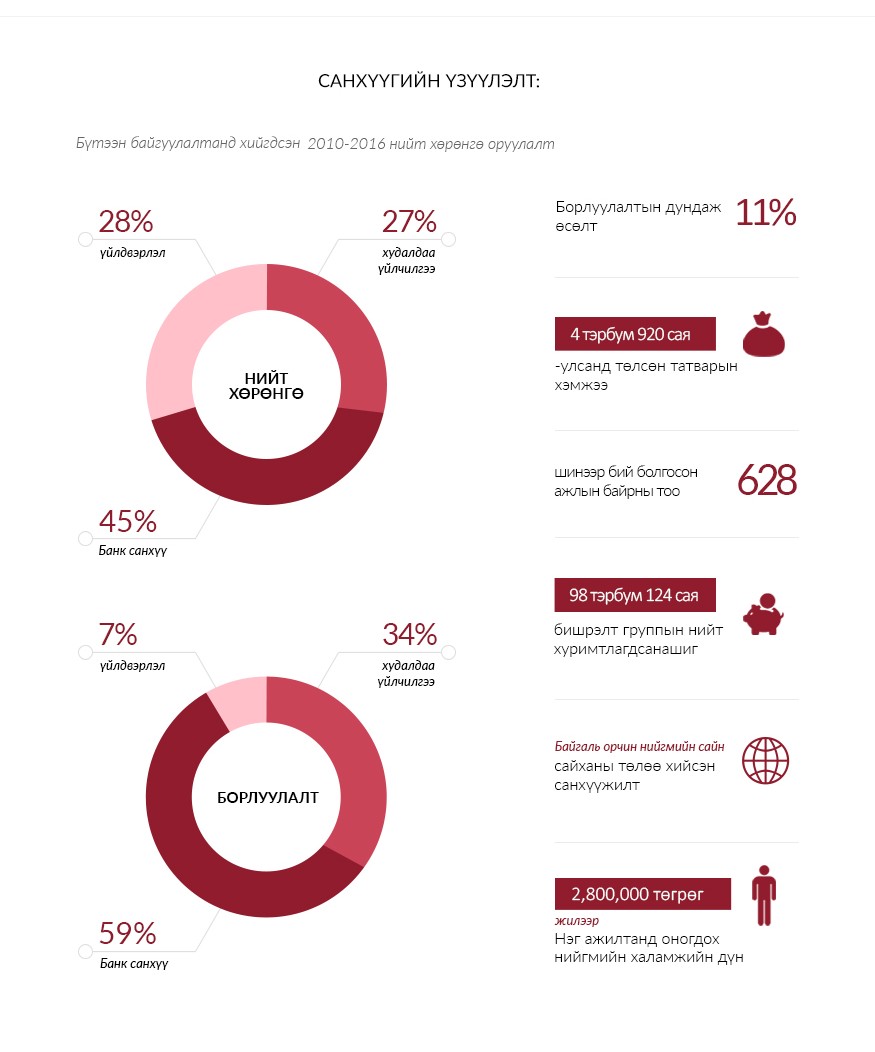 САНХҮҮГИЙН ҮЗҮҮЛЭЛТ:
Бүтээн байгуулалтанд хийгдсэн 2010-2016 нийт хөрөнгө оруулалт
28%
үйлдвэрлэл
27%
худалдаа
үйлчилгээ
НИЙТ
ХӨРӨНГӨ
45%
Банк санхүү
7%
үйлдвэрлэл
34%
худалдаа
үйлчилгээ
БОРЛУУЛАЛТ
59%
Банк санхүү
Борлуулалтын дундаж
өсөлт
11%
4 тэрбум 920 сая
-улсанд төлсөн татварын
хэмжээ
шинээр бий болгосон
ажлын байрны тоо
628
98 тэрбум 124 сая
бишрэлт группын нийт
хуримтлагдсанашиг
Байгаль орчин нийгмийн сайн
сайханы төлөө хийсэн
санхүүжилт
2,800,000 төгрөг
жилээр
Нэг ажилтанд оногдох
нийгмийн халамжийн дүн